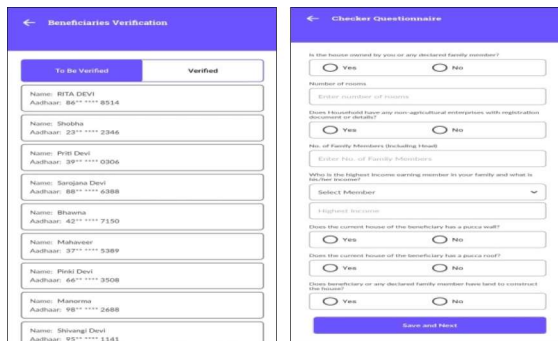 Beneficiaries Verification
To Be Verified
Verified
Name: RITA DEVI
Aadhaar: 86** **** 8514
Name: Shobha
Aadhaar: 23** **** 2346
Name: Priti Devi
Aadhaar: 39** **** 0306
Name: Sarojana Devi
Aadhaar: 88** **** 6388
Name: Bhawna
Aadhaar: 42** **** 7150
Name: Mahaveer
Aadhaar: 37** **** 5389
Name: Pinki Devi
Aadhaar: 66** **** 3508
Name: Manorma
Aadhaar: 98** **** 2688
Name: Shivangi Devi
Aadhaar: 95** **** 1141
Checker Questionnaire
Is the house owned by you or any declared family member?
Yes
No
Number of rooms
Enter number of rooms
Does Household have any non-agricultural enterprises with registration
document or details?
Yes
No
No. of Family Members (Including Head)
Enter No. of Family Members
Who is the highest income earning member in your family and what is
his/her income?
Select Member
Highest Income
Does the current house of the beneficiary has a pucca wall?
Yes
No
Does the current house of the beneficiary has a pucca roof?
Yes
No
Does beneficiary or any declared family member have land to construct
the house?
Yes
No
Save and Next